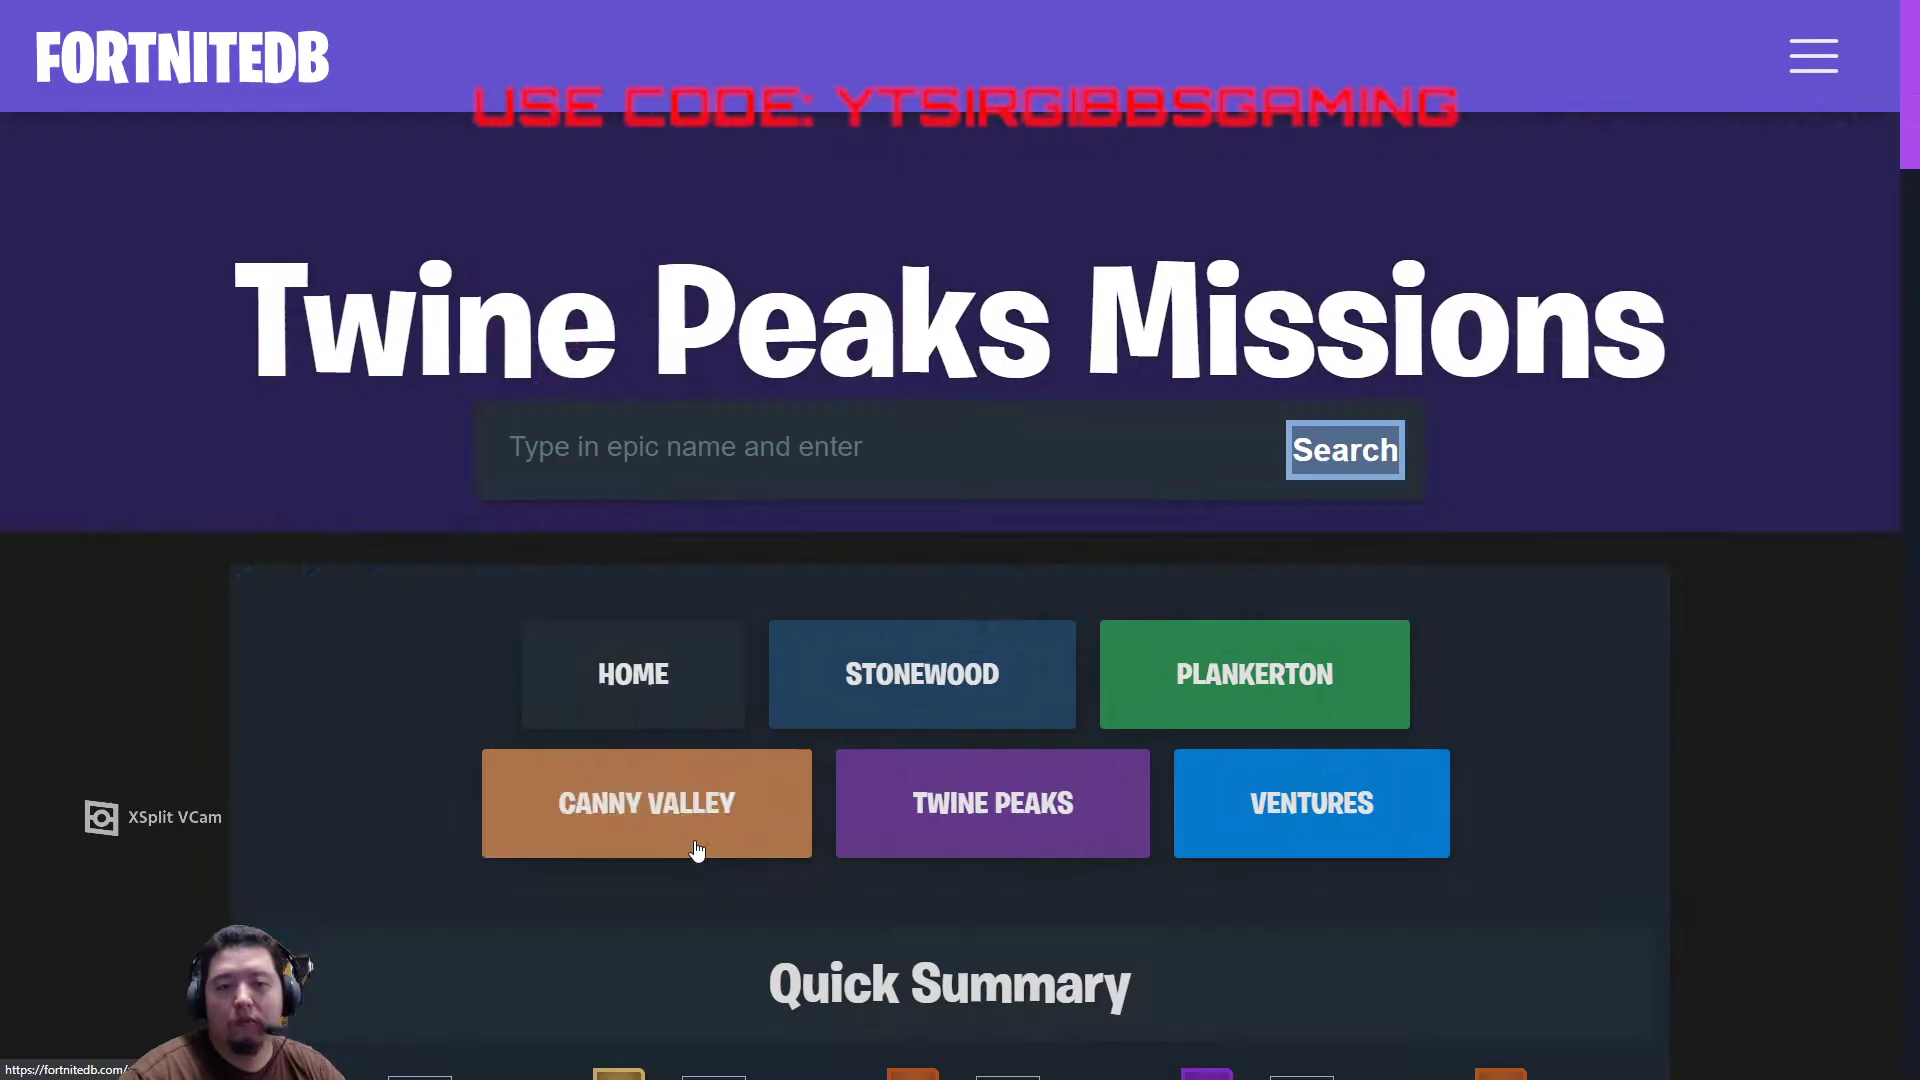 FORTNITEDB
USE CODE: YTSIRGIBBSGAMING
Twine Peaks Missions
Type in epic name and enter
Search
HOME
STONEWOOD
PLANKERTON
CANNY VALLEY
TWINE PEAKS
VENTURES
XSplit VCam
Quick Summary
https://fortnitedb.com/